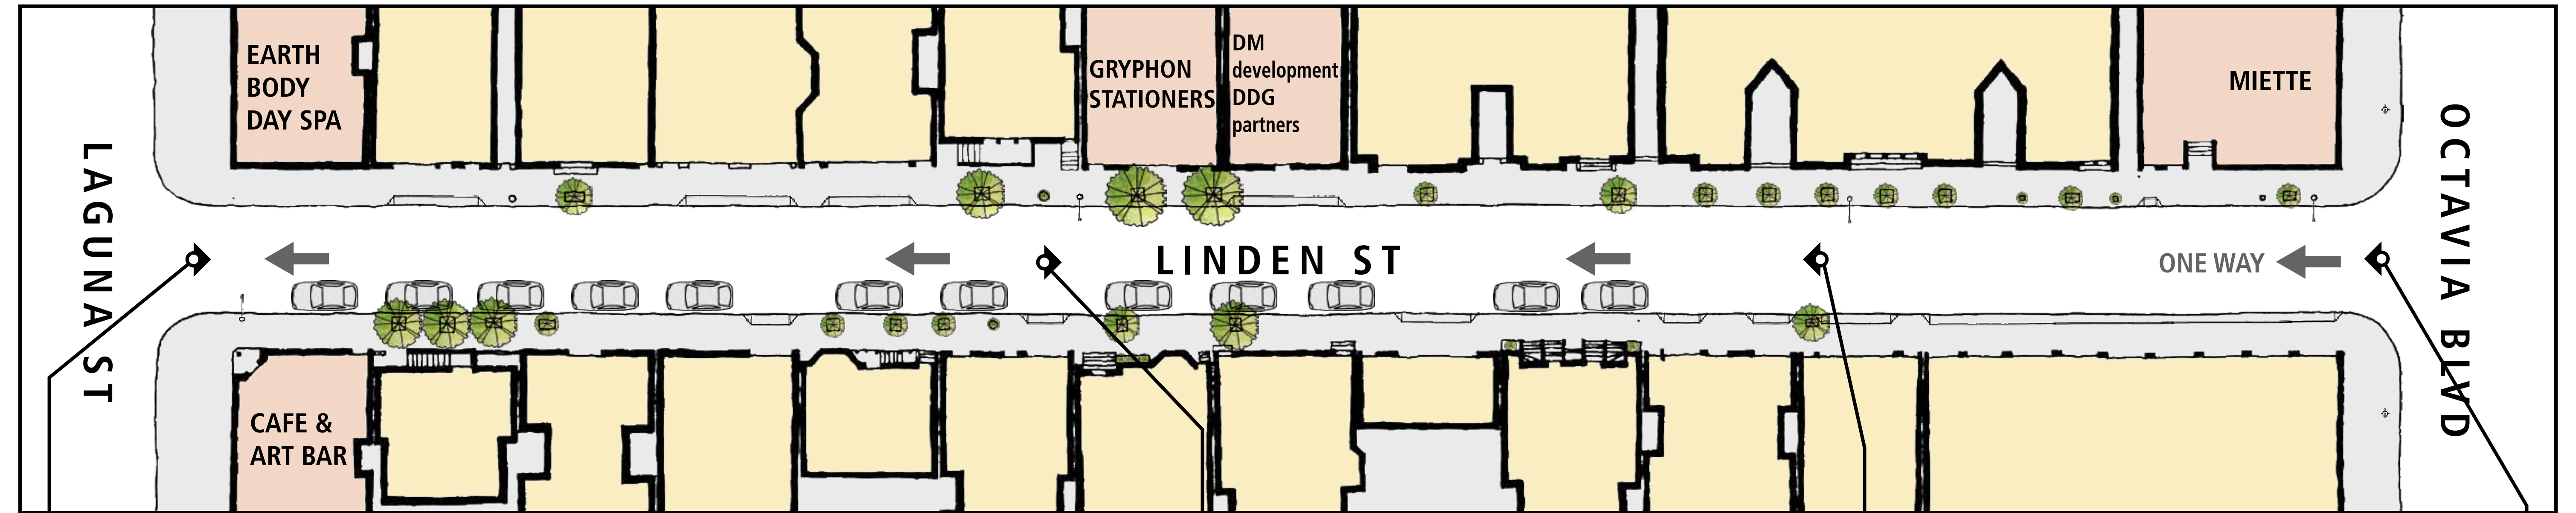 EARTH
BODY
DAY SPA
GRYPHON
STATIONERS
DM
development
DDG
partners
MIETTE
LAGUNA ST
LINDEN ST
ONE WAY
OCTAVIA BLVD
CAFE &
ART BAR